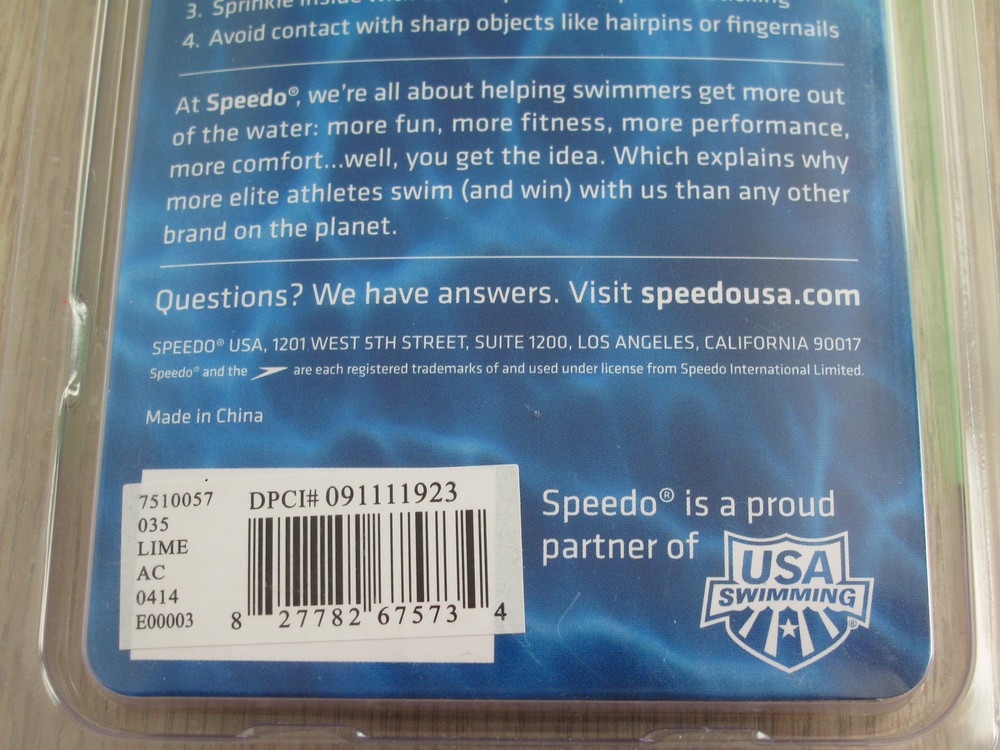 3. Sprinkle inside with
4. Avoid contact with sharp objects like hairpins or fingernails
At Speedo®, we're all about helping swimmers get more out
of the water: more fun, more fitness, more performance,
more comfort...well, you get the idea. Which explains why
more elite athletes swim (and win) with us than any other
brand on the planet.
Questions? We have answers. Visit speedousa.com
SPEEDO® USA, 1201 WEST 5TH STREET, SUITE 1200, LOS ANGELES, CALIFORNIA 90017
Speedo® and the are each registered trademarks of and used under license from Speedo International Limited.
Made in China
7510057
035
LIME
AC
0414
E00003
DPCI# 091111923
8 27782 67573 4
Speedo® is a proud
partner of
USA
SWIMMING®